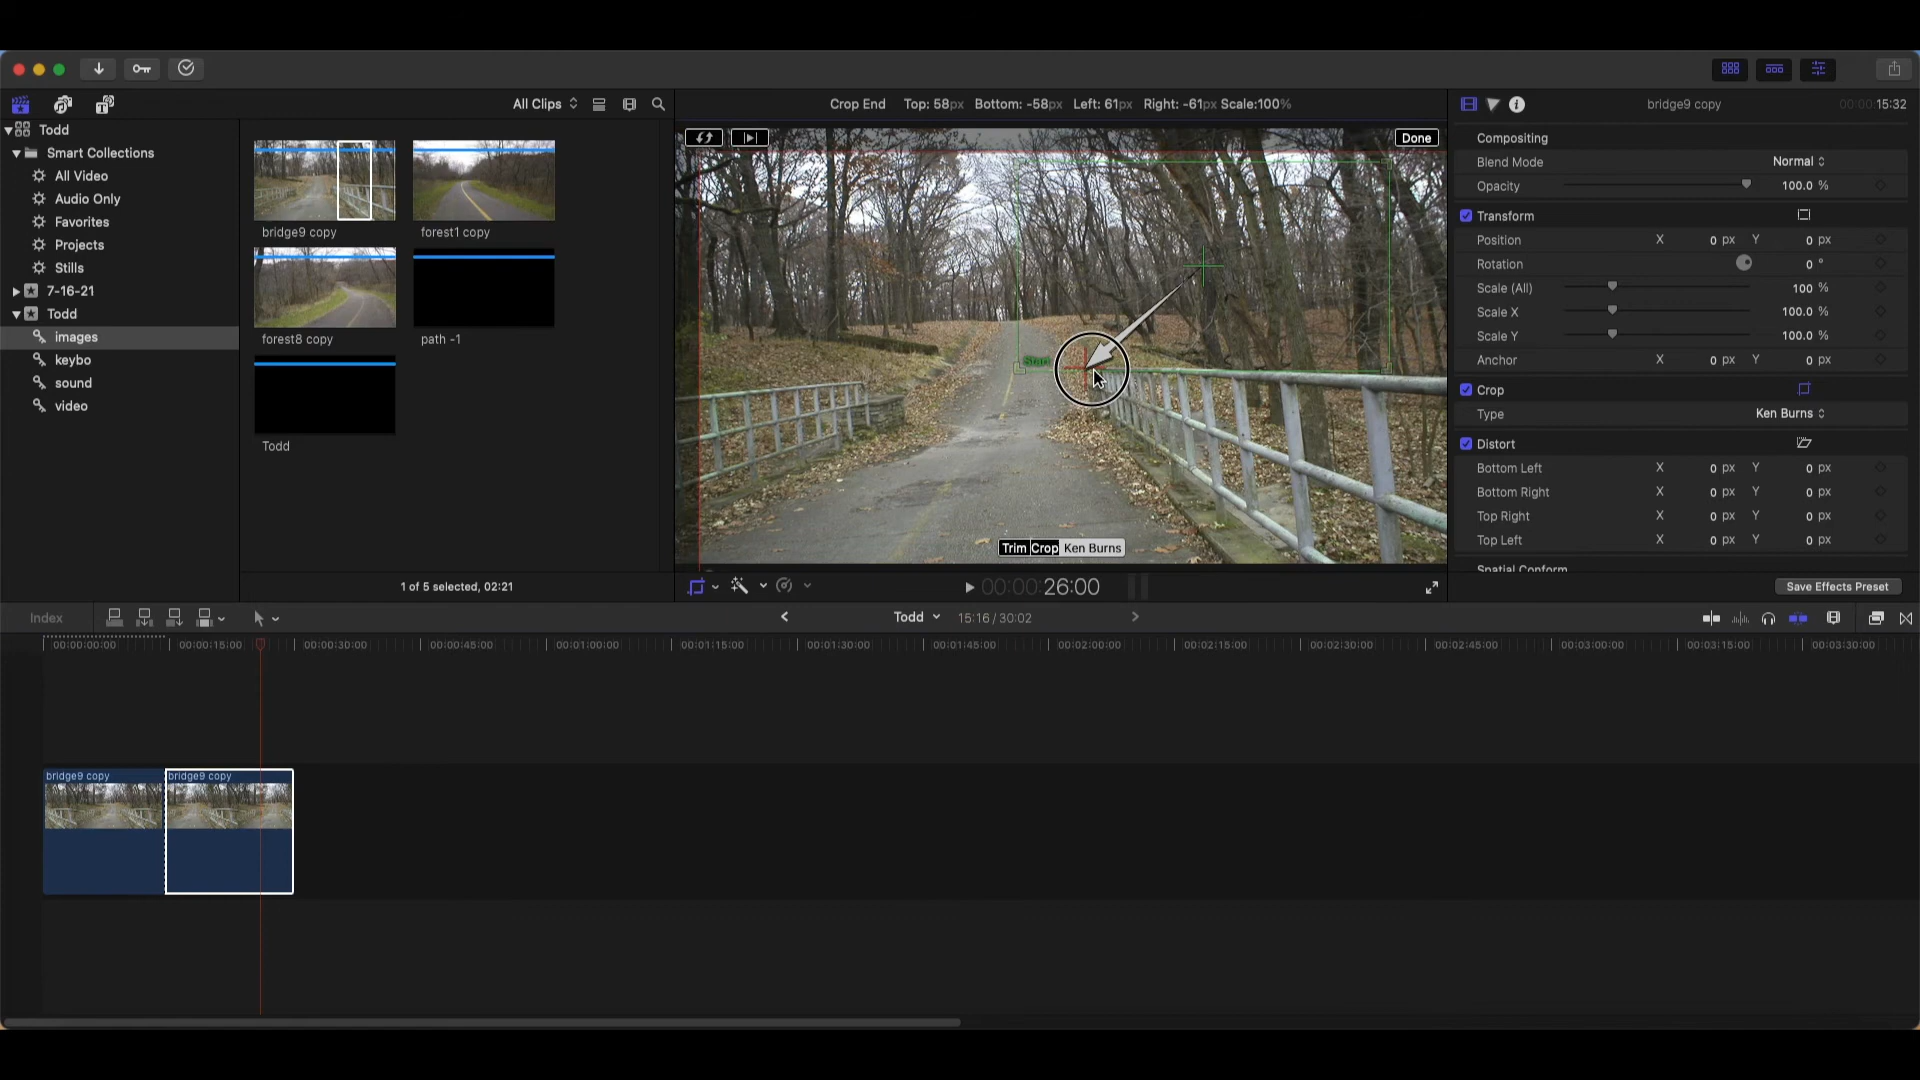 All Clips
Crop End Top: 58px Bottom: -58px Left: 61px Right: -61px Scale:100%
bridge9 copy
00:00:15:32
Todd
Smart Collections
All Video
Audio Only
Favorites
Projects
Stills
7-16-21
Todd
images
keybo
sound
video
bridge9 copy
forest1 copy
forest8 copy
path -1
Todd
1 of 5 selected, 02:21
Done
Start
Trim Crop Ken Burns
00:00:26:00
Compositing
Blend Mode Normal
Opacity 100.0 %
Transform
Position X 0 px Y 0 px
Rotation 0 °
Scale (All) 100 %
Scale X 100.0 %
Scale Y 100.0 %
Anchor X 0 px Y 0 px
Crop
Type Ken Burns
Distort
Bottom Left X 0 px Y 0 px
Bottom Right X 0 px Y 0 px
Top Right X 0 px Y 0 px
Top Left X 0 px Y 0 px
Spatial Conform
Save Effects Preset
Index
Todd 15:16 / 30:02
00:00:00:00 00:00:15:00 00:00:30:00 00:00:45:00 00:01:00:00 00:01:15:00 00:01:30:00 00:01:45:00 00:02:00:00 00:02:15:00 00:02:30:00 00:02:45:00 00:03:00:00 00:03:15:00 00:03:30:00
bridge9 copy bridge9 copy